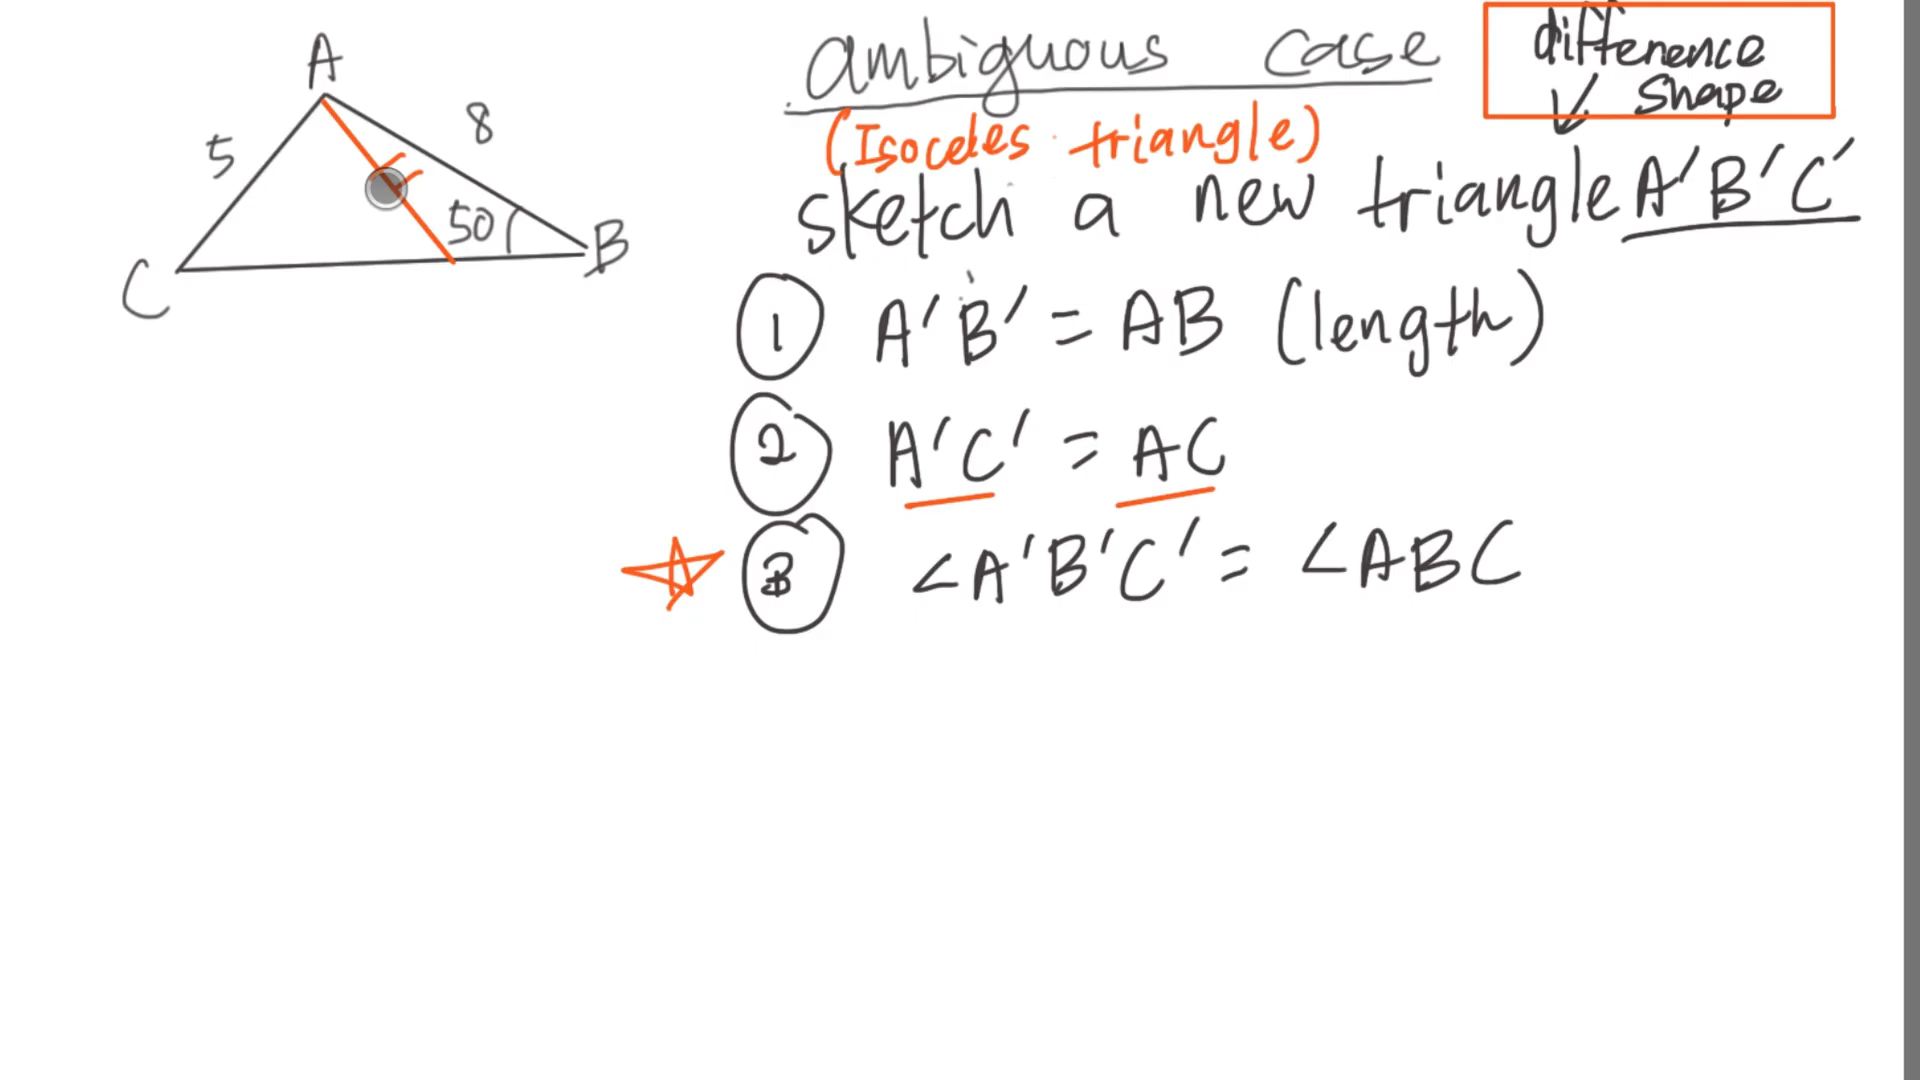 A
5
8
50
B
C
ambiguous case
(Isoceles triangle)
difference
shape
sketch a new triangle A'B'C'
1 A'B' = AB (length)
2 A'C' = AC
3 ∠A'B'C' = ∠ABC